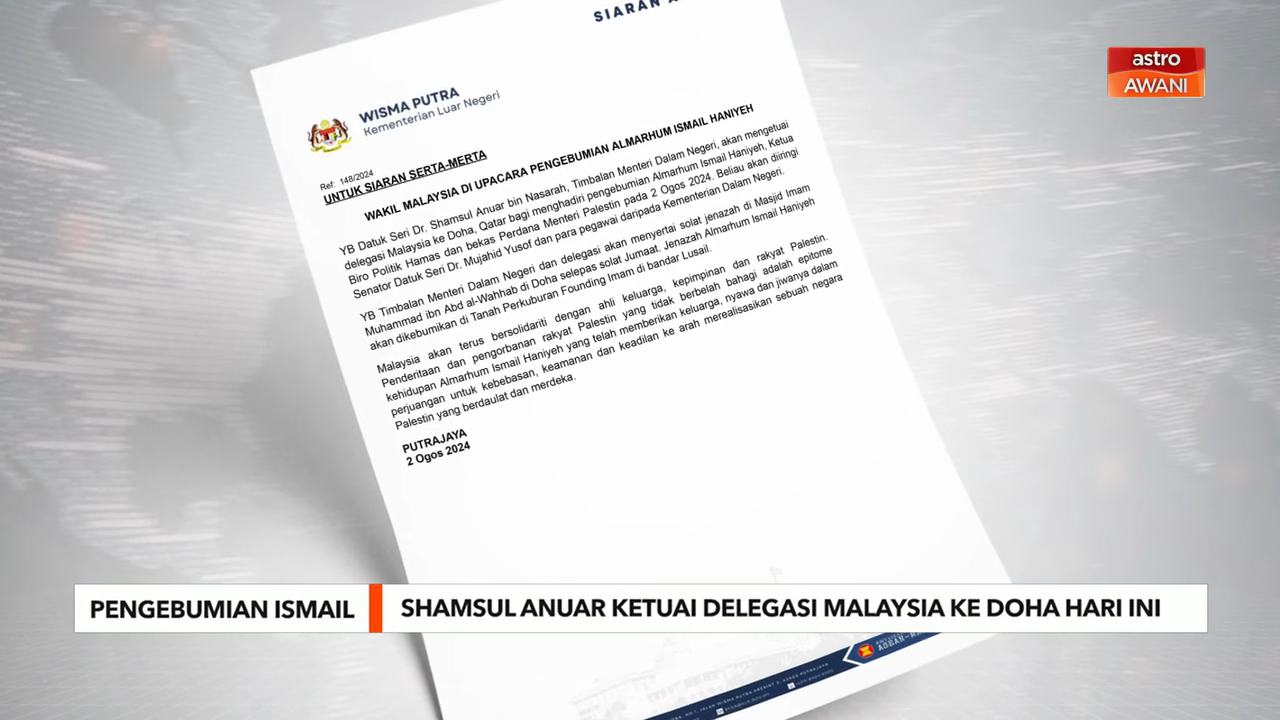 SIARAN
astro
AWANI
WISMA PUTRA
Kementerian Luar Negeri
Ref. 148/2024
UNTUK SIARAN SERTA-MERTA
WAKIL MALAYSIA DI UPACARA PENGEBUMIAN ALMARHUM ISMAIL HANIYEH
YB Datuk Seri Dr. Shamsul Anuar bin Nasarah, Timbalan Menteri Dalam Negeri, akan mengetuai
delegasi Malaysia ke Doha, Qatar bagi menghadiri pengebumian Almarhum Ismail Haniyeh, Ketua
Biro Politik Hamas dan bekas Perdana Menteri Palestin pada 2 Ogos 2024. Beliau akan diiringi
Senator Datuk Seri Dr. Mujahid Yusof dan para pegawai daripada Kementerian Dalam Negeri.
YB Timbalan Menteri Dalam Negeri dan delegasi akan menyertai solat jenazah di Masjid Imam
Muhammad ibn Abd al-Wahhab di Doha selepas solat Jumaat. Jenazah Almarhum Ismail Haniyeh
akan dikebumikan di Tanah Perkuburan Founding Imam di bandar Lusail.
Malaysia akan terus bersolidariti dengan ahli keluarga, kepimpinan dan rakyat Palestin.
Penderitaan dan pengorbanan rakyat Palestin yang tidak berbelah bahagi adalah epitome
kehidupan Almarhum Ismail Haniyeh yang telah memberikan keluarga, nyawa dan jiwanya dalam
perjuangan untuk kebebasan, keamanan dan keadilan ke arah merealisasikan sebuah negara
Palestin yang berdaulat dan merdeka.
PUTRAJAYA
2 Ogos 2024
PENGEBUMIAN ISMAIL
SHAMSUL ANUAR KETUAI DELEGASI MALAYSIA KE DOHA HARI INI